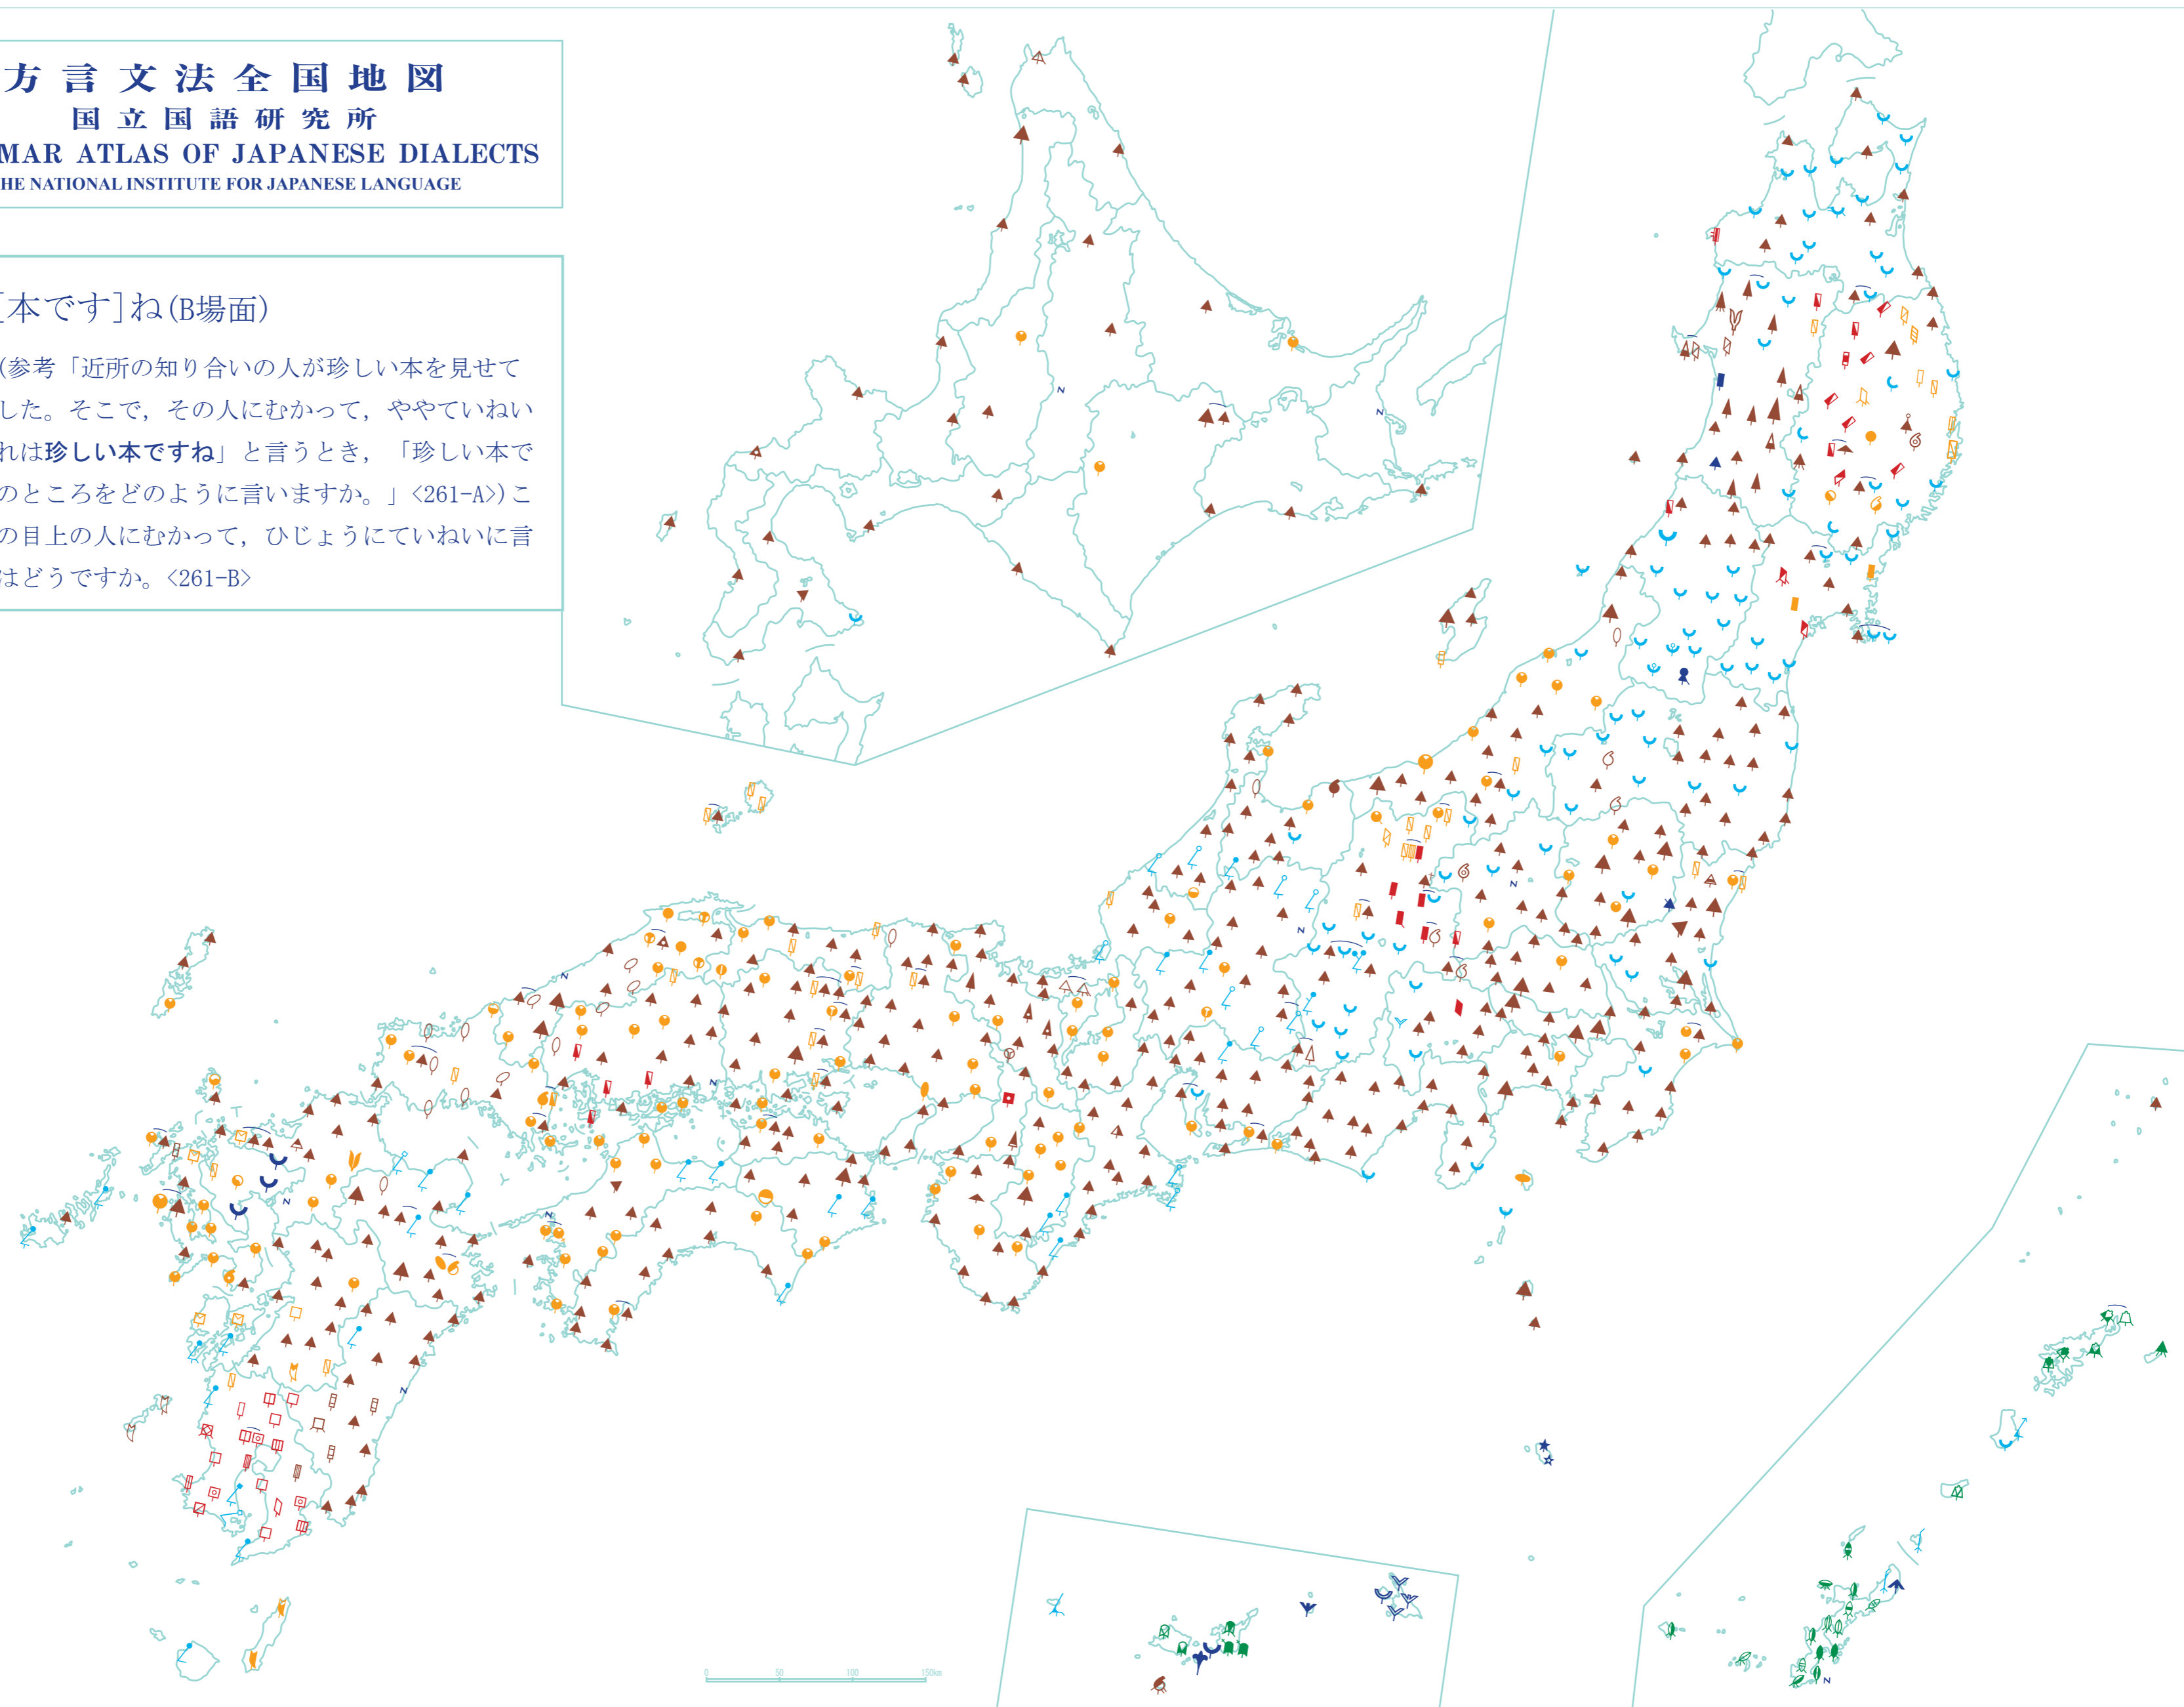 方言文法全国地図
国立国語研究所
MAR ATLAS OF JAPANESE DIALECTS
HE NATIONAL INSTITUTE FOR JAPANESE LANGUAGE
[本です]ね(B場面)
(参考「近所の知り合いの人が珍しい本を見せて
した。そこで，その人にむかって，ややていねい
れは珍しい本ですね」と言うとき，「珍しい本で
のところをどのように言いますか。」<261-A>)こ
の目上の人にむかって，ひじょうにていねいに言
はどうですか。<261-B>
N
N
N
N
N
N
N
N
N
N
N
0 50 100 150km